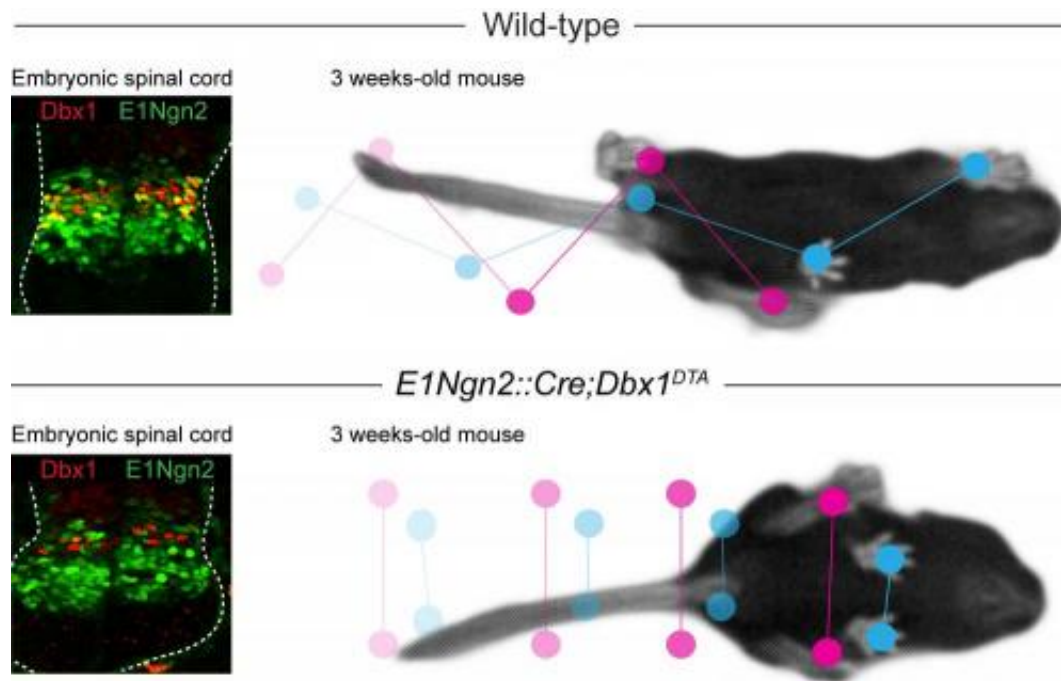 Wild-type
Embryonic spinal cord 3 weeks-old mouse
Dbx1 E1Ngn2
E1Ngn2::Cre;Dbx1DTA
Embryonic spinal cord 3 weeks-old mouse
Dbx1 E1Ngn2